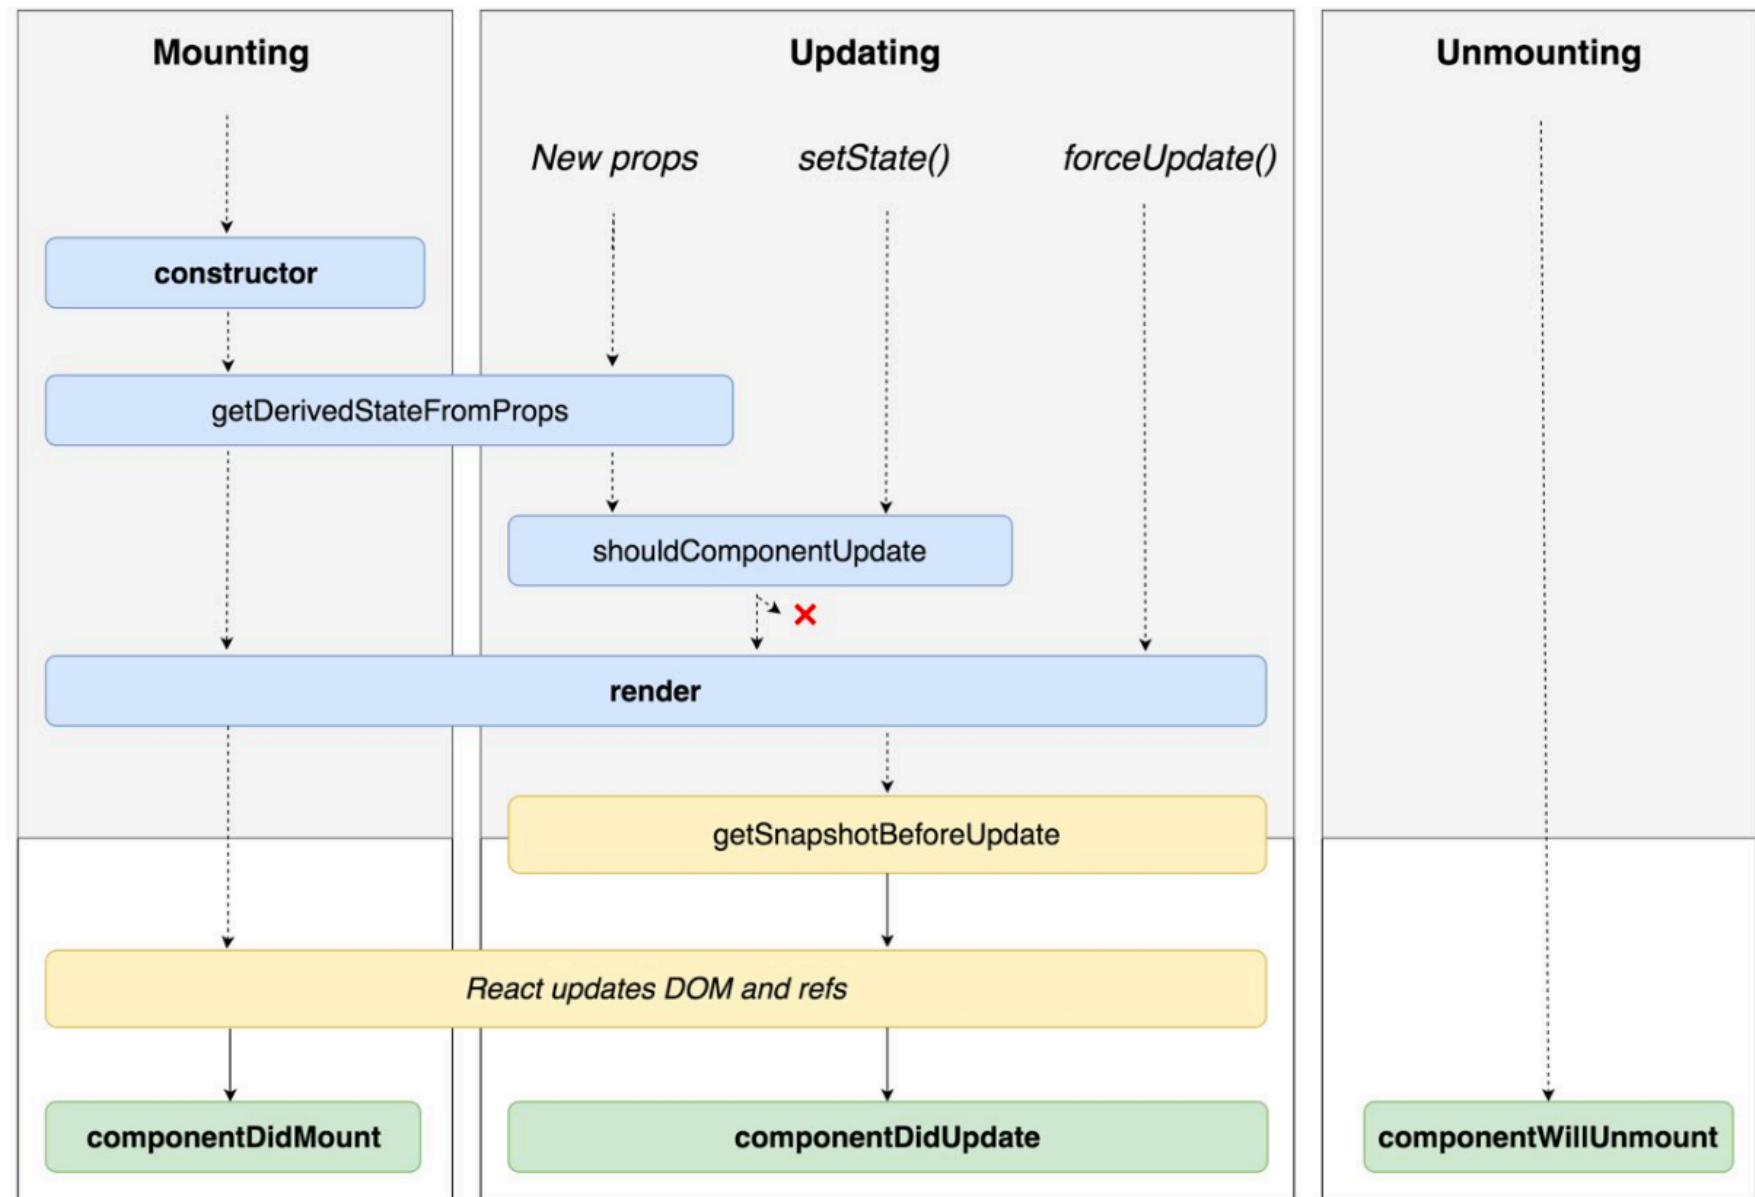 Mounting
Updating
Unmounting
New props
setState()
forceUpdate()
constructor
getDerivedStateFromProps
shouldComponentUpdate
render
getSnapshotBeforeUpdate
React updates DOM and refs
componentDidMount
componentDidUpdate
componentWillUnmount